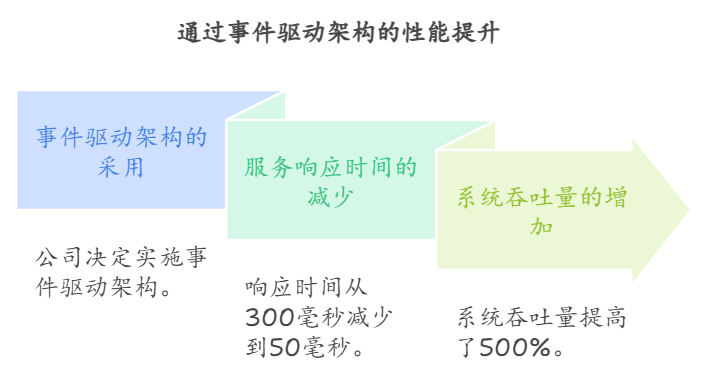 通过事件驱动架构的性能提升
事件驱动架构的
采用
公司决定实施事
件驱动架构。
服务响应时间的
减少
响应时间从
300毫秒减少
到50毫秒。
系统吞吐量的增
加
系统吞吐量提高
了500%。